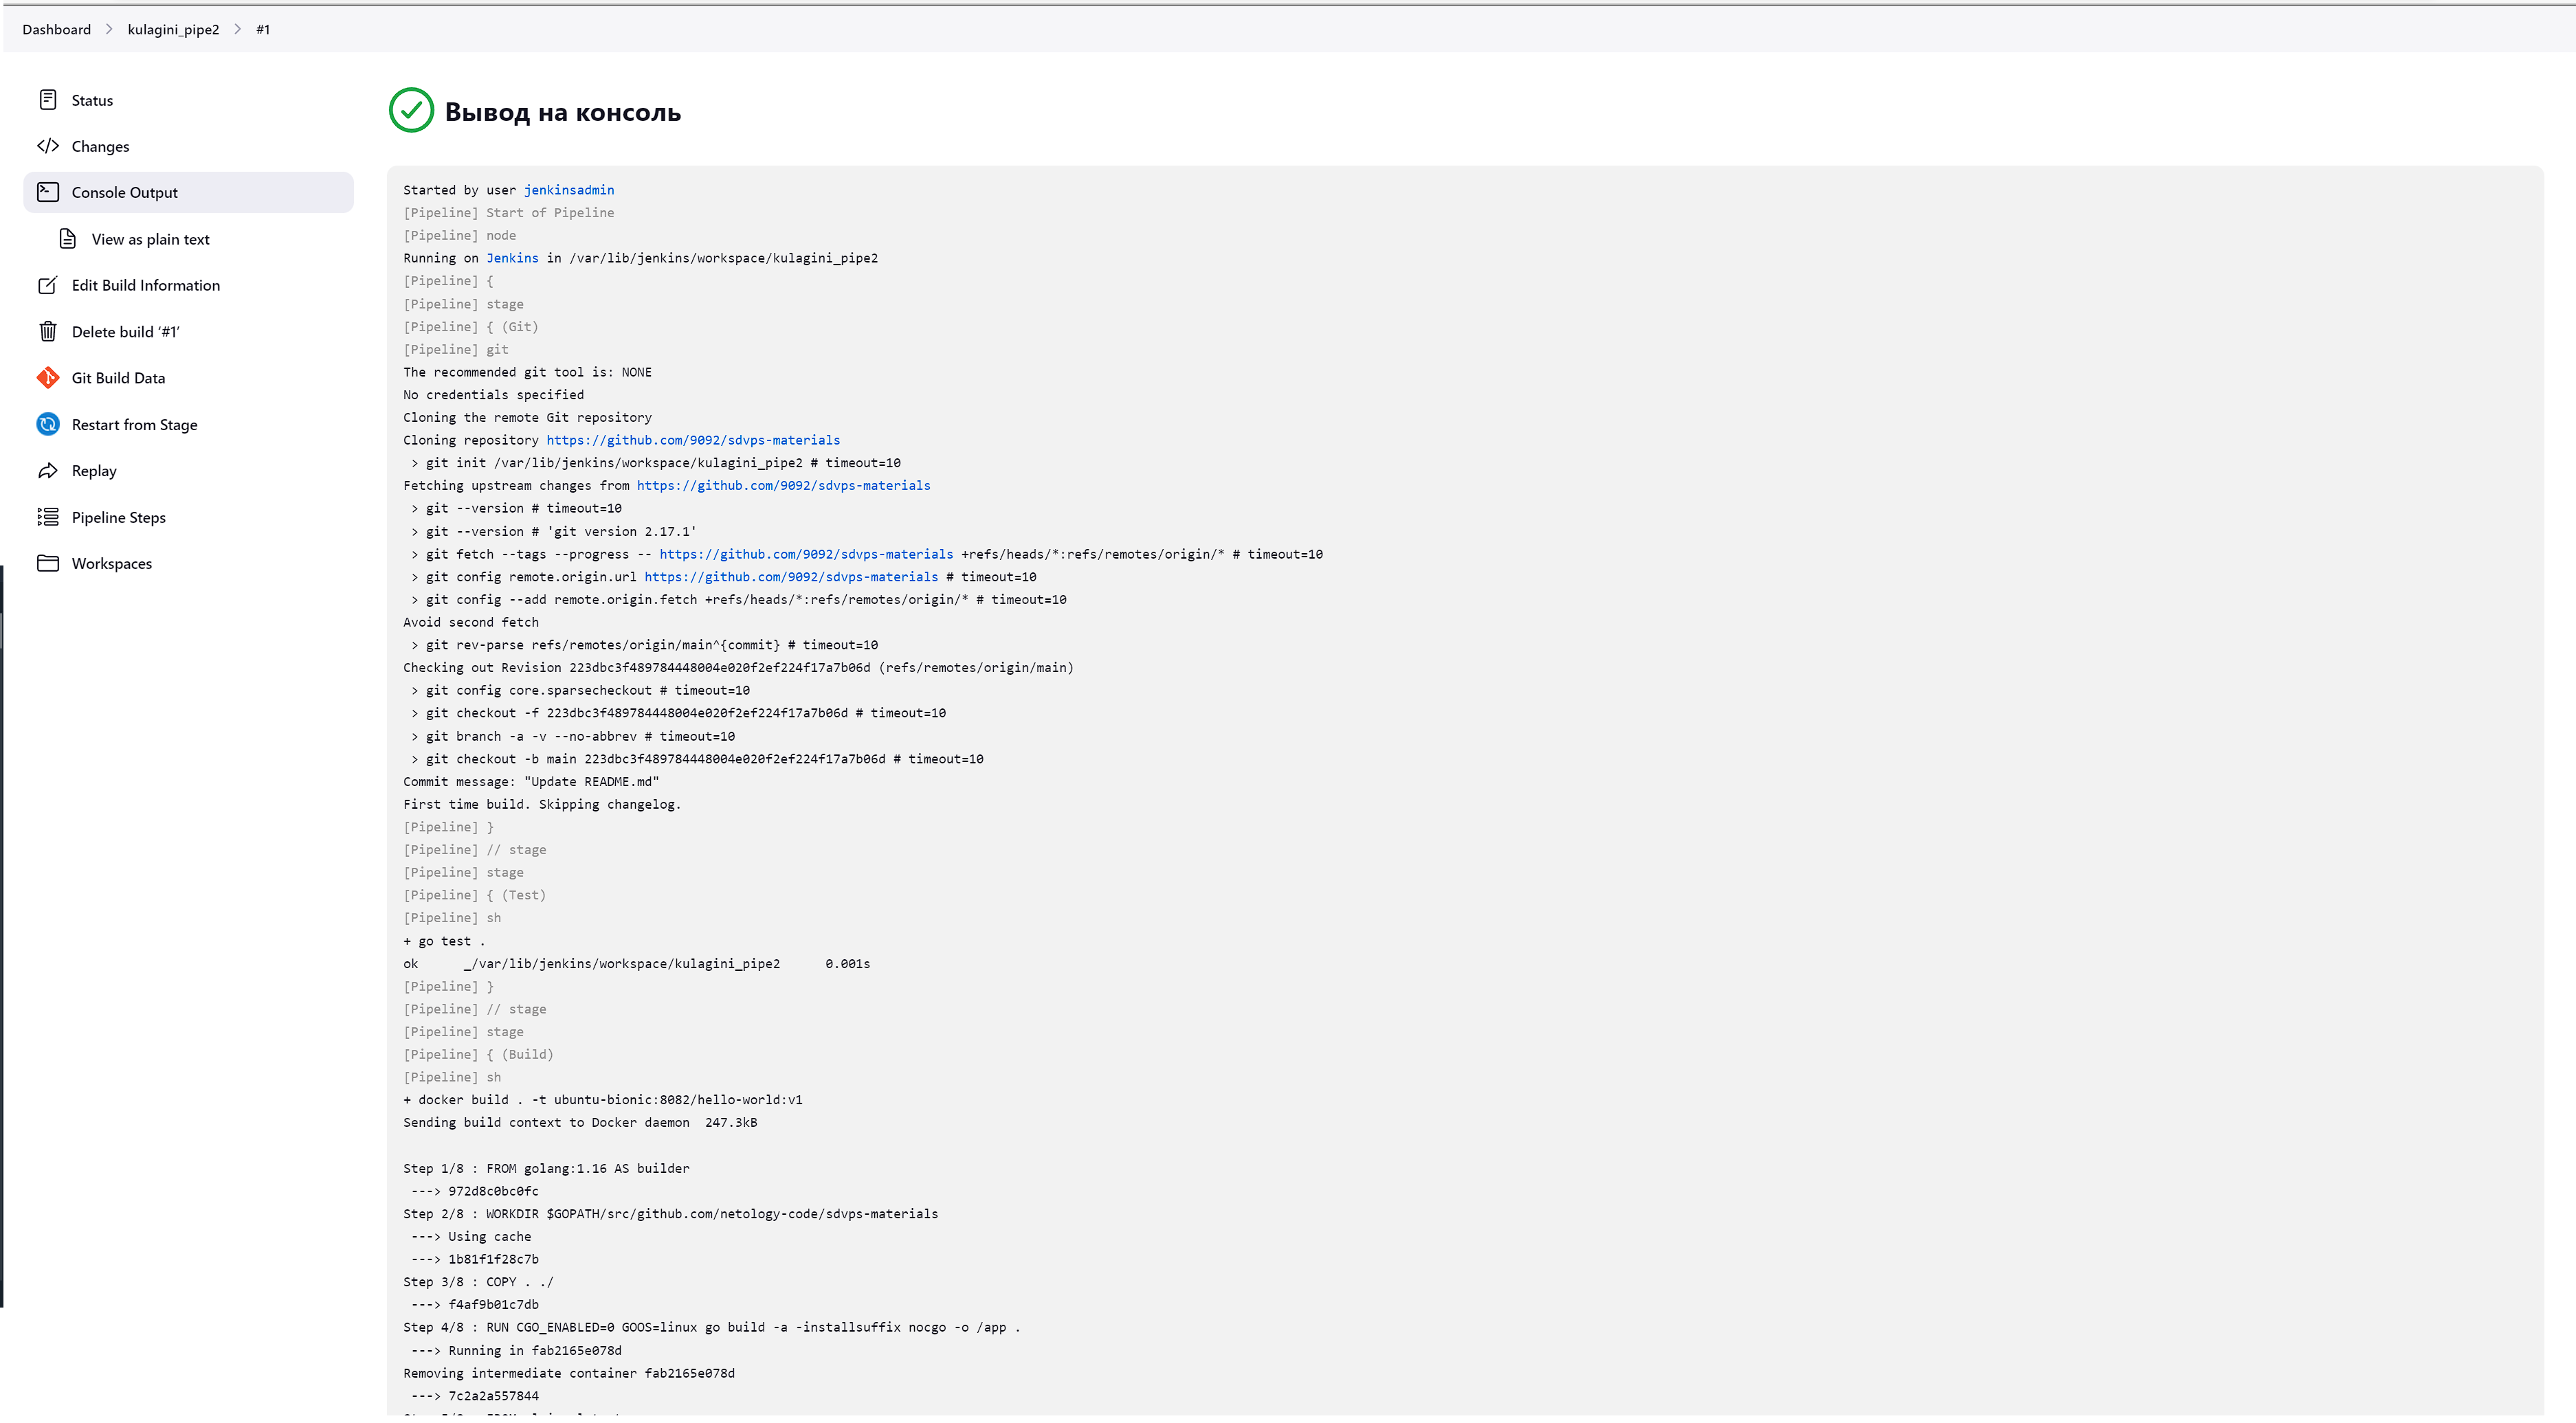 Dashboard > kulagini_pipe2 > #1
Status
Changes
Console Output
View as plain text
Edit Build Information
Delete build ‘#1’
Git Build Data
Restart from Stage
Replay
Pipeline Steps
Workspaces
Вывод на консоль
Started by user jenkinsadmin
[Pipeline] Start of Pipeline
[Pipeline] node
Running on Jenkins in /var/lib/jenkins/workspace/kulagini_pipe2
[Pipeline] {
[Pipeline] stage
[Pipeline] { (Git)
[Pipeline] git
The recommended git tool is: NONE
No credentials specified
Cloning the remote Git repository
Cloning repository https://github.com/9092/sdvps-materials
 > git init /var/lib/jenkins/workspace/kulagini_pipe2 # timeout=10
Fetching upstream changes from https://github.com/9092/sdvps-materials
 > git --version # timeout=10
 > git --version # 'git version 2.17.1'
 > git fetch --tags --progress -- https://github.com/9092/sdvps-materials +refs/heads/*:refs/remotes/origin/* # timeout=10
 > git config remote.origin.url https://github.com/9092/sdvps-materials # timeout=10
 > git config --add remote.origin.fetch +refs/heads/*:refs/remotes/origin/* # timeout=10
Avoid second fetch
 > git rev-parse refs/remotes/origin/main^{commit} # timeout=10
Checking out Revision 223dbc3f489784448004e020f2ef224f17a7b06d (refs/remotes/origin/main)
 > git config core.sparsecheckout # timeout=10
 > git checkout -f 223dbc3f489784448004e020f2ef224f17a7b06d # timeout=10
 > git branch -a -v --no-abbrev # timeout=10
 > git checkout -b main 223dbc3f489784448004e020f2ef224f17a7b06d # timeout=10
Commit message: "Update README.md"
First time build. Skipping changelog.
[Pipeline] }
[Pipeline] // stage
[Pipeline] stage
[Pipeline] { (Test)
[Pipeline] sh
+ go test .
ok      _/var/lib/jenkins/workspace/kulagini_pipe2      0.001s
[Pipeline] }
[Pipeline] // stage
[Pipeline] stage
[Pipeline] { (Build)
[Pipeline] sh
+ docker build . -t ubuntu-bionic:8082/hello-world:v1
Sending build context to Docker daemon  247.3kB
Step 1/8 : FROM golang:1.16 AS builder
 ---> 972d8c0bc0fc
Step 2/8 : WORKDIR $GOPATH/src/github.com/netology-code/sdvps-materials
 ---> Using cache
 ---> 1b81f1f28c7b
Step 3/8 : COPY . ./
 ---> f4af9b01c7db
Step 4/8 : RUN CGO_ENABLED=0 GOOS=linux go build -a -installsuffix nocgo -o /app .
 ---> Running in fab2165e078d
Removing intermediate container fab2165e078d
 ---> 7c2a2a557844